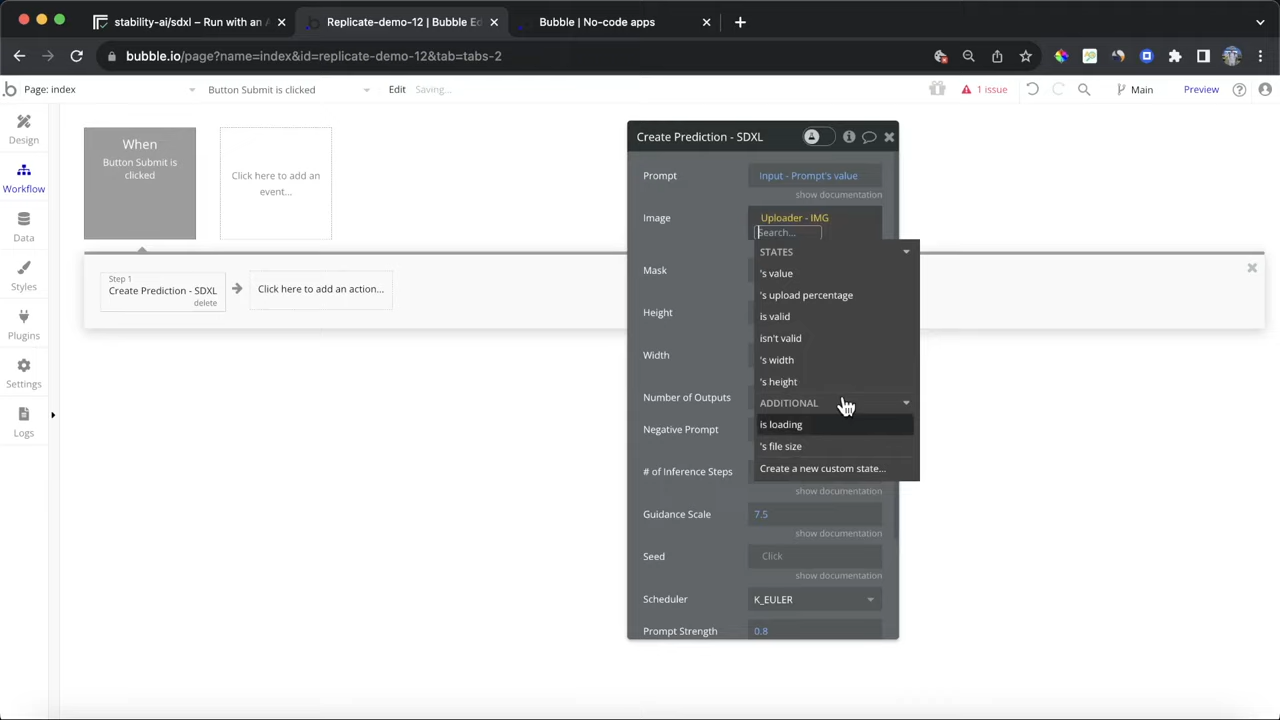 stability-ai/sdxl – Run with an A
Replicate-demo-12 | Bubble Ed
Bubble | No-code apps
bubble.io/page?name=index&id=replicate-demo-12&tab=tabs-2
Page: index
Button Submit is clicked
Edit
Saving...
1 issue
Main
Preview
Design
Workflow
Data
Styles
Plugins
Settings
Logs
When
Button Submit is
clicked
Click here to add an
event...
Step 1
Create Prediction - SDXL
delete
Click here to add an action...
Create Prediction - SDXL
Prompt
Input - Prompt's value
show documentation
Image
Uploader - IMG
Search...
STATES
's value
's upload percentage
is valid
isn't valid
's width
's height
ADDITIONAL
is loading
's file size
Create a new custom state...
Mask
Height
Width
Number of Outputs
Negative Prompt
# of Inference Steps
show documentation
Guidance Scale
7.5
show documentation
Seed
Click
show documentation
Scheduler
K_EULER
Prompt Strength
0.8